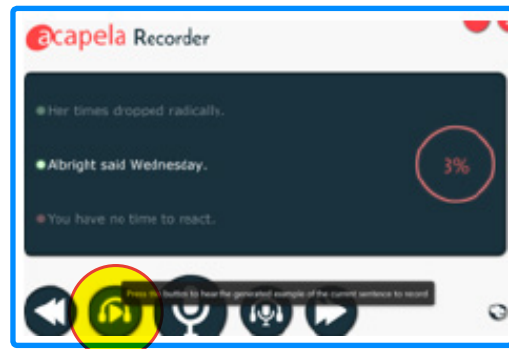 acapela Recorder
Her times dropped radically.
Albright said Wednesday.
3%
You have no time to react.
Press this button to hear the generated example of the current sentence to record